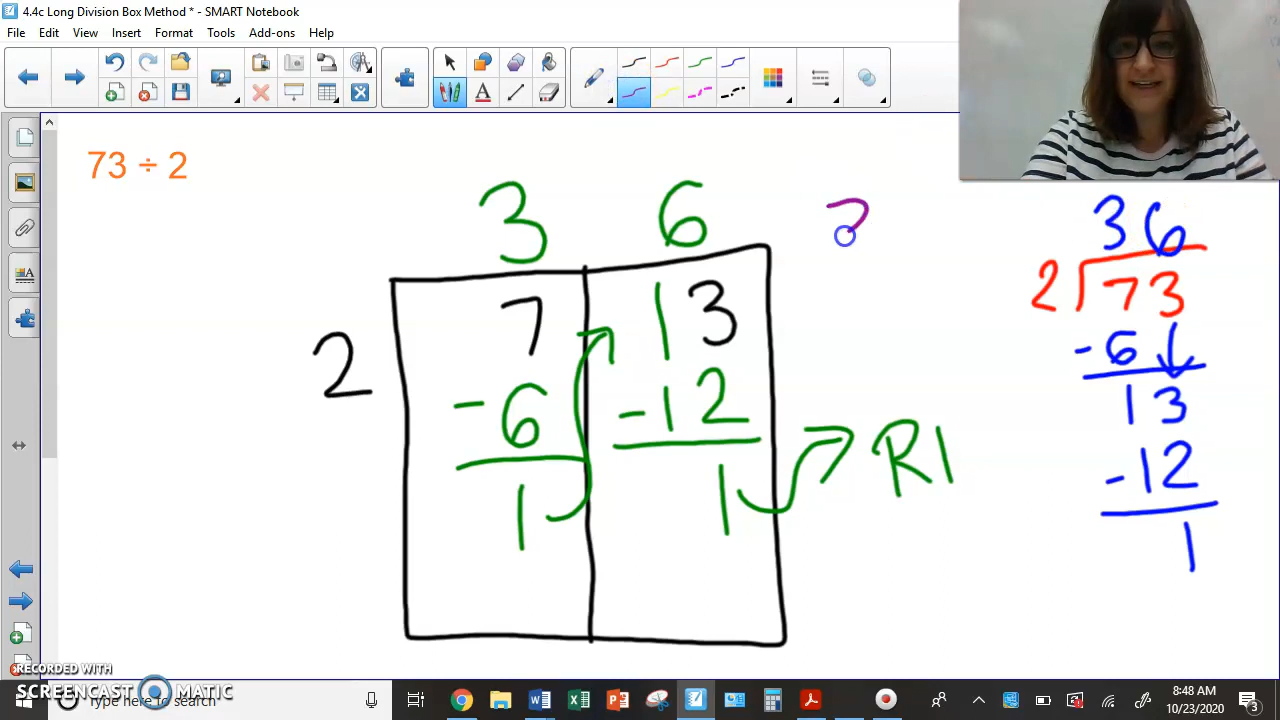 4.4c Long Division Box Method * - SMART Notebook
File Edit View Insert Format Tools Add-ons Help
73 ÷ 2
3 6
2 7 13
-6 -12
1 1 R1
36
2 73
-6
13
-12
1
RECORDED WITH
SCREENCAST MATIC
Type here to search
8:48 AM
10/23/2020
3